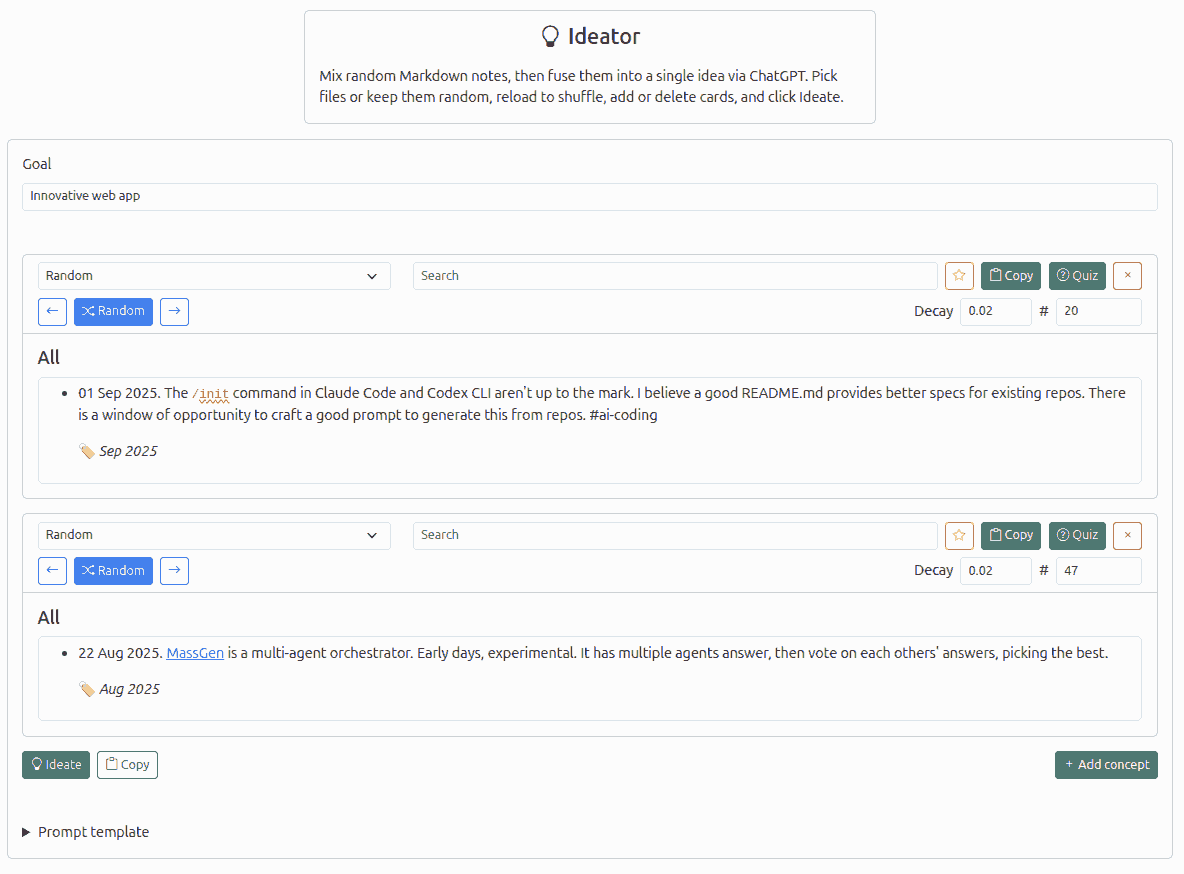 Ideator
Mix random Markdown notes, then fuse them into a single idea via ChatGPT. Pick
files or keep them random, reload to shuffle, add or delete cards, and click Ideate.
Goal
Innovative web app
Random Search Copy Quiz ×
← Random → Decay 0.02 # 20
All
• 01 Sep 2025. The /init command in Claude Code and Codex CLI aren't up to the mark. I believe a good README.md provides better specs for existing repos. There
is a window of opportunity to craft a good prompt to generate this from repos. #ai-coding
Sep 2025
Random Search Copy Quiz ×
← Random → Decay 0.02 # 47
All
• 22 Aug 2025. MassGen is a multi-agent orchestrator. Early days, experimental. It has multiple agents answer, then vote on each others' answers, picking the best.
Aug 2025
Ideate Copy + Add concept
▶ Prompt template